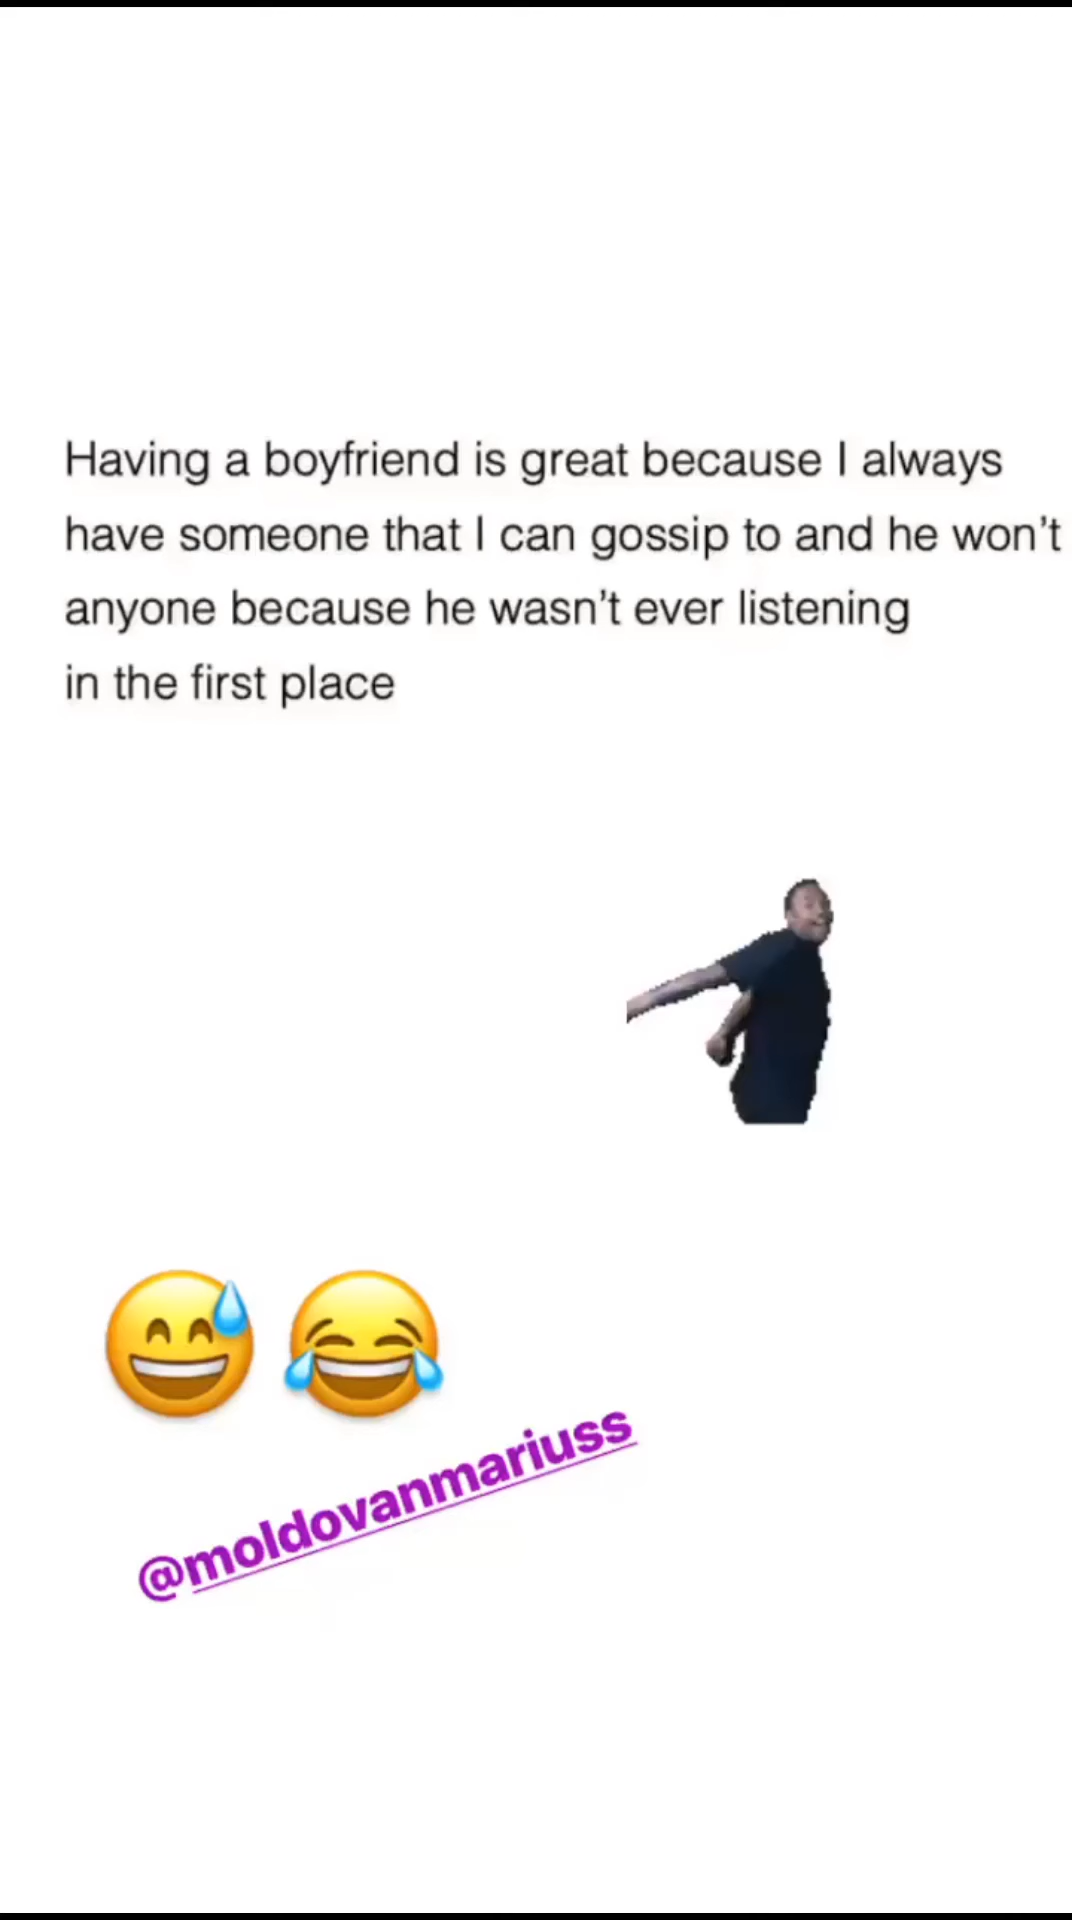 Having a boyfriend is great because I always
have someone that I can gossip to and he won't
anyone because he wasn't ever listening
in the first place
@moldovanmariuss